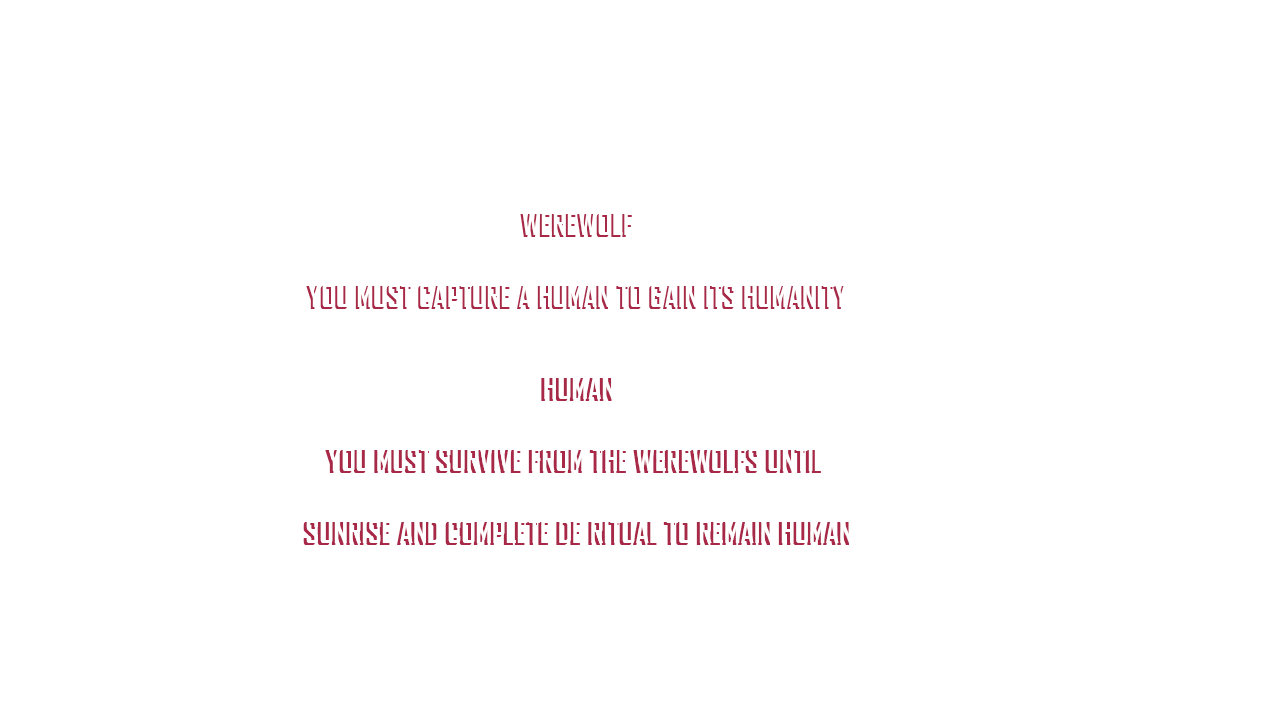 WEREWOLF
YOU MUST CAPTURE A HUMAN TO GAIN ITS HUMANITY
HUMAN
YOU MUST SURVIVE FROM THE WEREWOLFS UNTIL
SUNRISE AND COMPLETE DE RITUAL TO REMAIN HUMAN